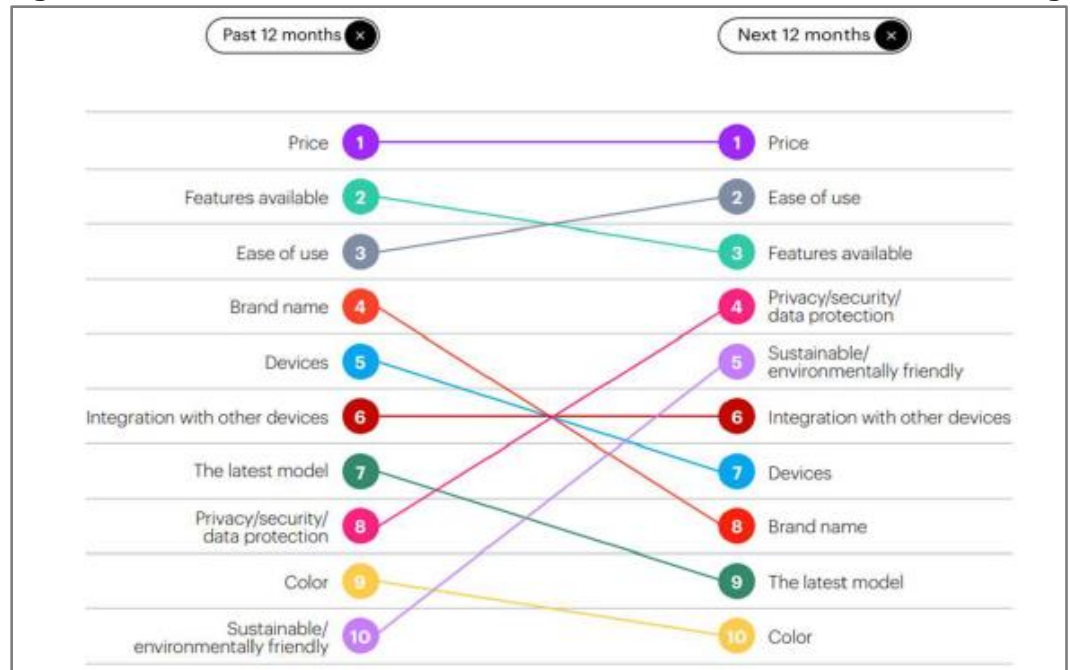 Past 12 months ×
Next 12 months ×
Price 1
1 Price
Features available 2
2 Ease of use
Ease of use 3
3 Features available
Brand name 4
4 Privacy/security/
data protection
Devices 5
5 Sustainable/
environmentally friendly
Integration with other devices 6
6 Integration with other devices
The latest model 7
7 Devices
Privacy/security/
data protection 8
8 Brand name
Color 9
9 The latest model
Sustainable/
environmentally friendly 10
10 Color